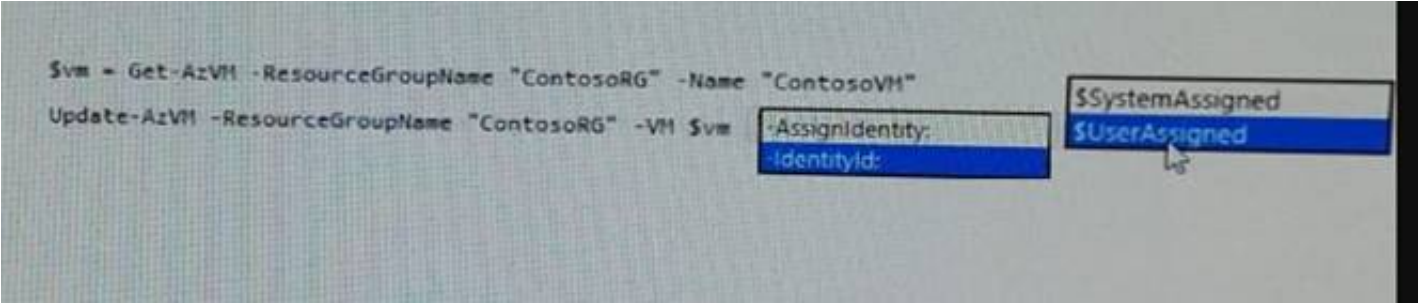 $vm = Get-AzVM -ResourceGroupName "ContosoRG" -Name "ContosoVM"
Update-AzVM -ResourceGroupName "ContosoRG" -VM $vm
-AssignIdentity:
-IdentityId:
$SystemAssigned
$UserAssigned